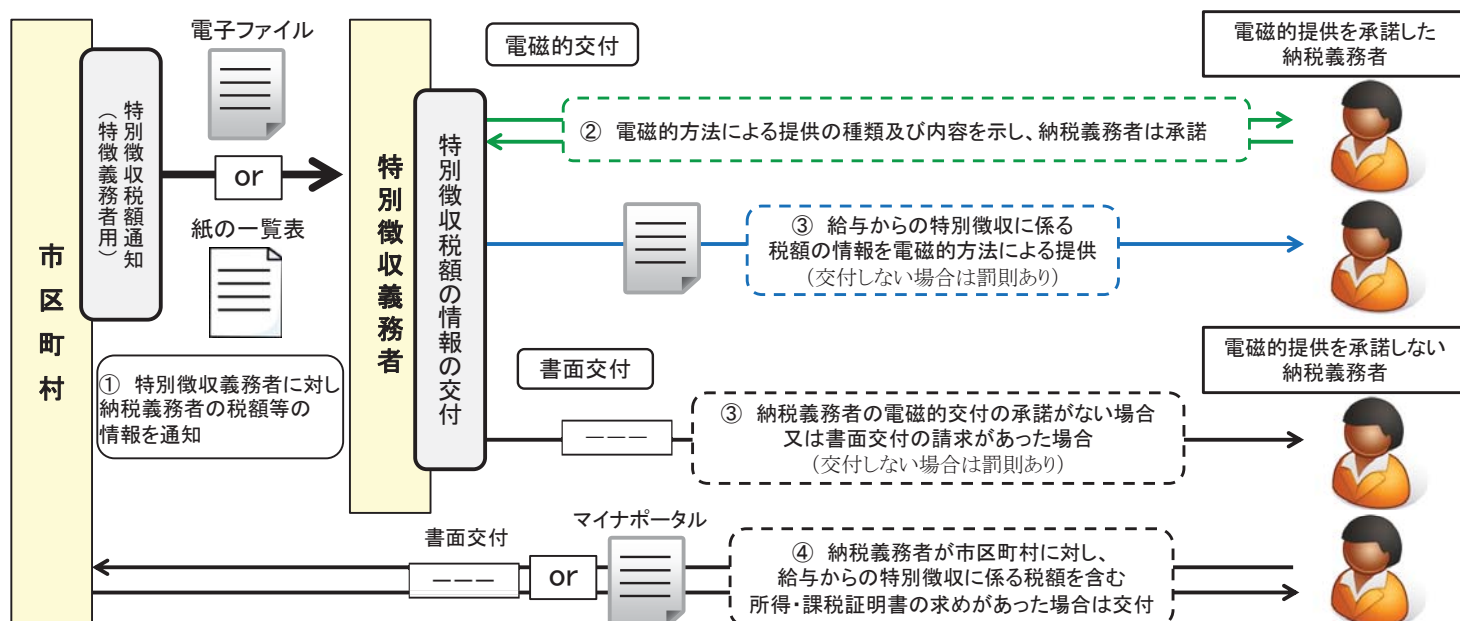 市区町村
特別徴収税額通知
（特徴義務者用）
電子ファイル
or
紙の一覧表
① 特別徴収義務者に対し
納税義務者の税額等の
情報を通知
特別徴収義務者
特別徴収税額の情報の交付
電磁的交付
電磁的提供を承諾した
納税義務者
② 電磁的方法による提供の種類及び内容を示し、納税義務者は承諾
③ 給与からの特別徴収に係る
税額の情報を電磁的方法による提供
（交付しない場合は罰則あり）
書面交付
電磁的提供を承諾しない
納税義務者
③ 納税義務者の電磁的交付の承諾がない場合
又は書面交付の請求があった場合
（交付しない場合は罰則あり）
－－－
書面交付
－－－
or
マイナポータル
④ 納税義務者が市区町村に対し、
給与からの特別徴収に係る税額を含む
所得・課税証明書の求めがあった場合は交付